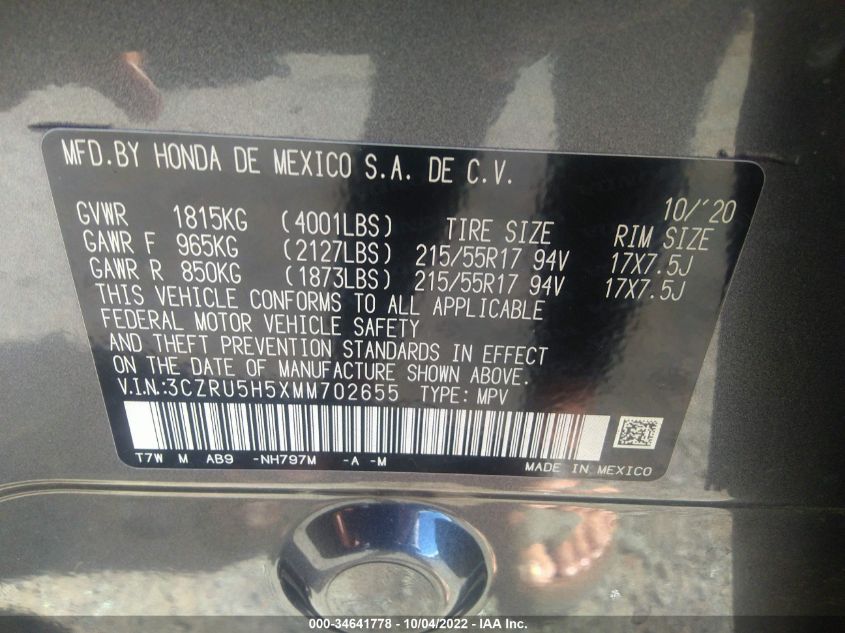 MFD.BY HONDA DE MEXICO S.A. DE C.V.
10/'20
GVWR 1815KG (4001LBS) TIRE SIZE RIM SIZE
GAWR F 965KG (2127LBS) 215/55R17 94V 17X7.5J
GAWR R 850KG (1873LBS) 215/55R17 94V 17X7.5J
THIS VEHICLE CONFORMS TO ALL APPLICABLE
FEDERAL MOTOR VEHICLE SAFETY
AND THEFT PREVENTION STANDARDS IN EFFECT
ON THE DATE OF MANUFACTURE SHOWN ABOVE.
V.I.N.:3CZRU5H5XMM702655 TYPE: MPV
T7W M AB9 -NH797M -A -M
MADE IN MEXICO
000-34641778 - 10/04/2022 - IAA Inc.